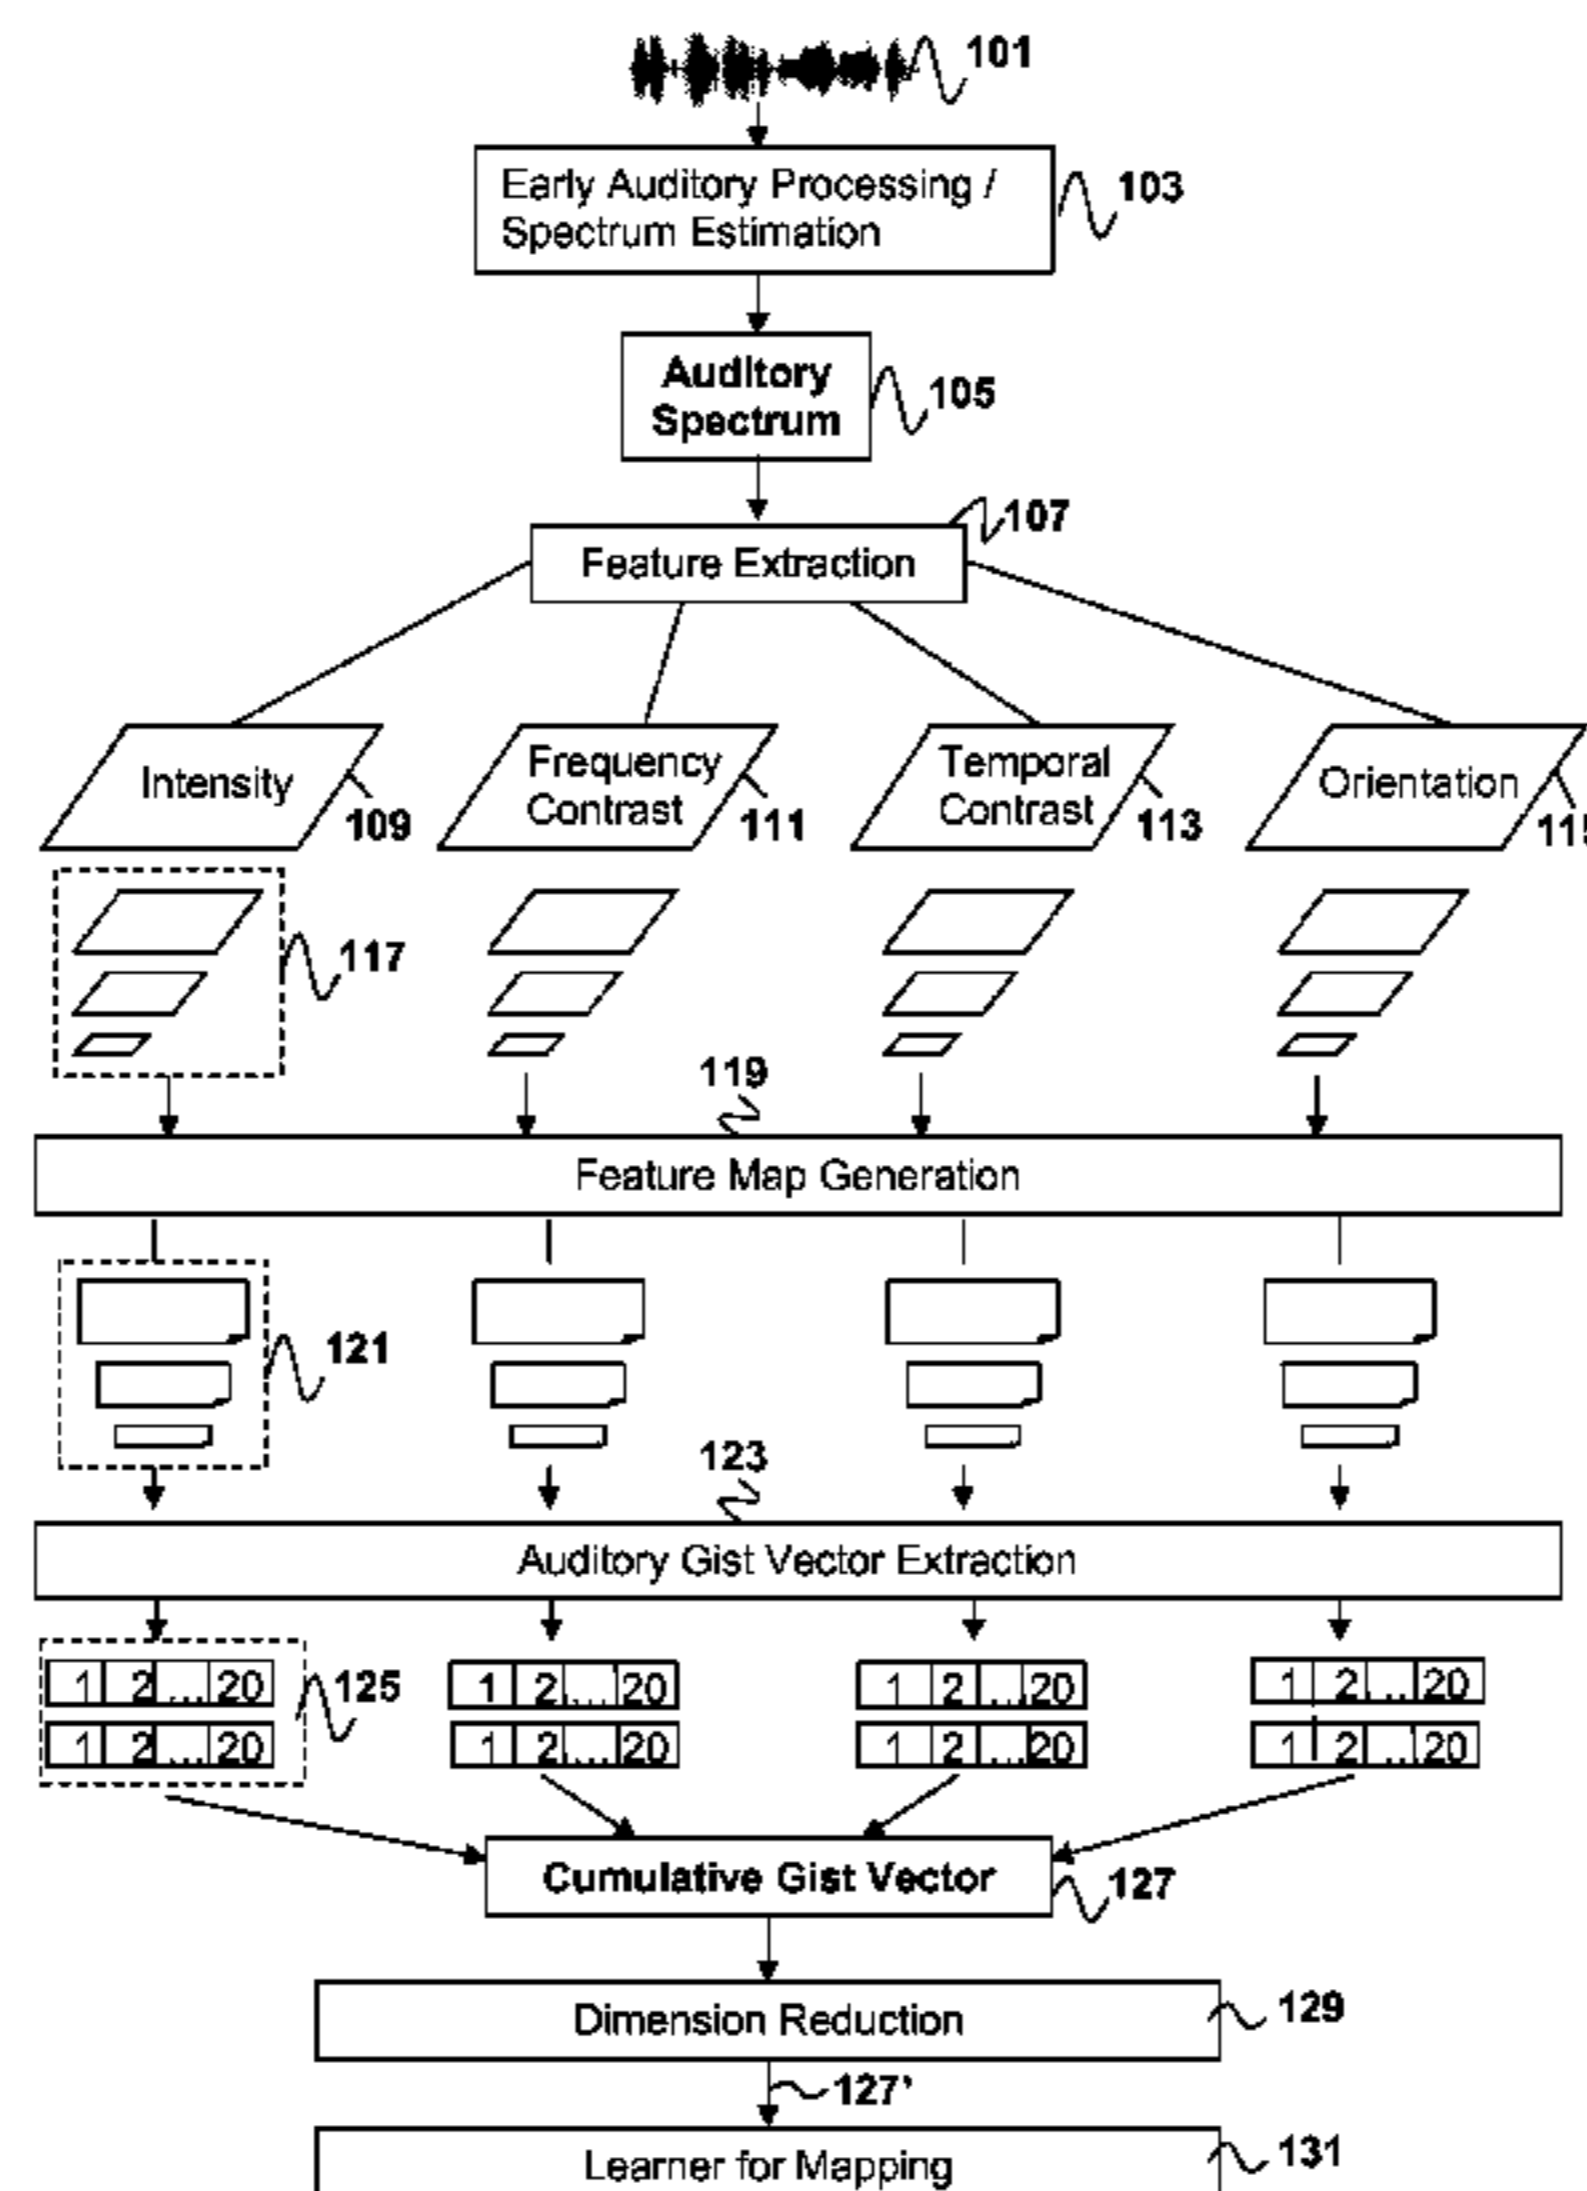 101
Early Auditory Processing /
Spectrum Estimation
103
Auditory
Spectrum
105
107
Feature Extraction
Intensity
109
Frequency
Contrast
111
Temporal
Contrast
113
Orientation
117
119
Feature Map Generation
121
123
Auditory Gist Vector Extraction
1 2 ... 20
1 2 ... 20
125
1 2 ... 20
1 2 ... 20
1 2 ... 20
1 2 ... 20
1 2 ... 20
1 2 ... 20
Cumulative Gist Vector
127
Dimension Reduction
129
127'
Learner for Mapping
131